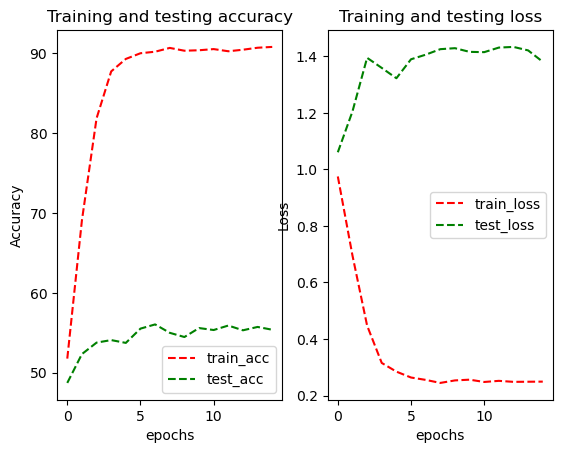 Training and testing accuracy
Accuracy
90
80
70
60
50
0
5
10
epochs
train_acc
test_acc
Training and testing loss
Loss
1.4
1.2
1.0
0.8
0.6
0.4
0.2
0
5
10
epochs
train_loss
test_loss